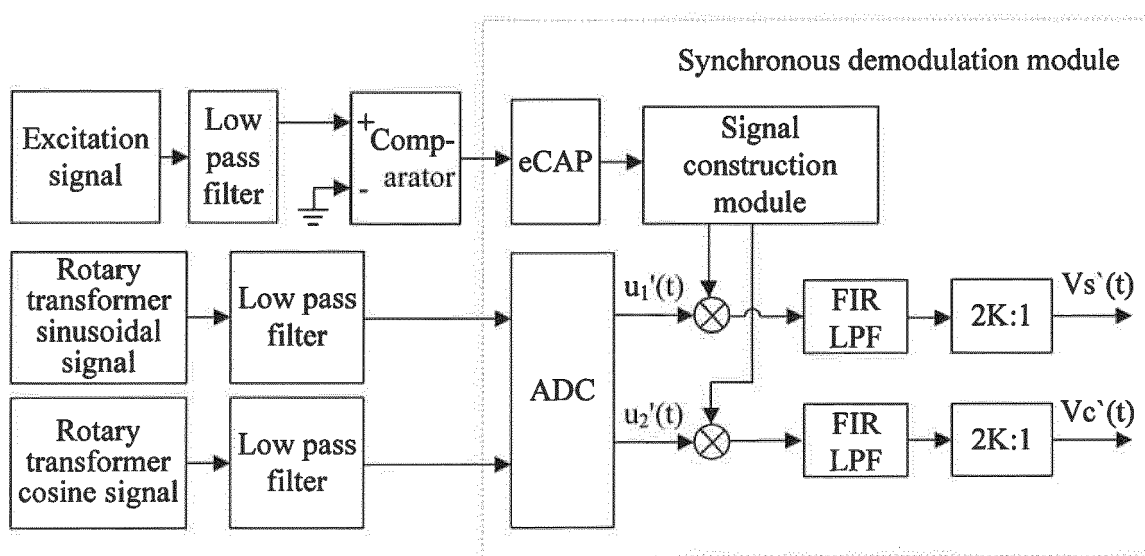 Synchronous demodulation module
Excitation
signal
Low
pass
filter
+
Comp-
arator
-
eCAP
Signal
construction
module
Rotary
transformer
sinusoidal
signal
Low pass
filter
ADC
u₁'(t)
FIR
LPF
2K:1
Vs`(t)
Rotary
transformer
cosine signal
Low pass
filter
u₂'(t)
FIR
LPF
2K:1
Vc`(t)